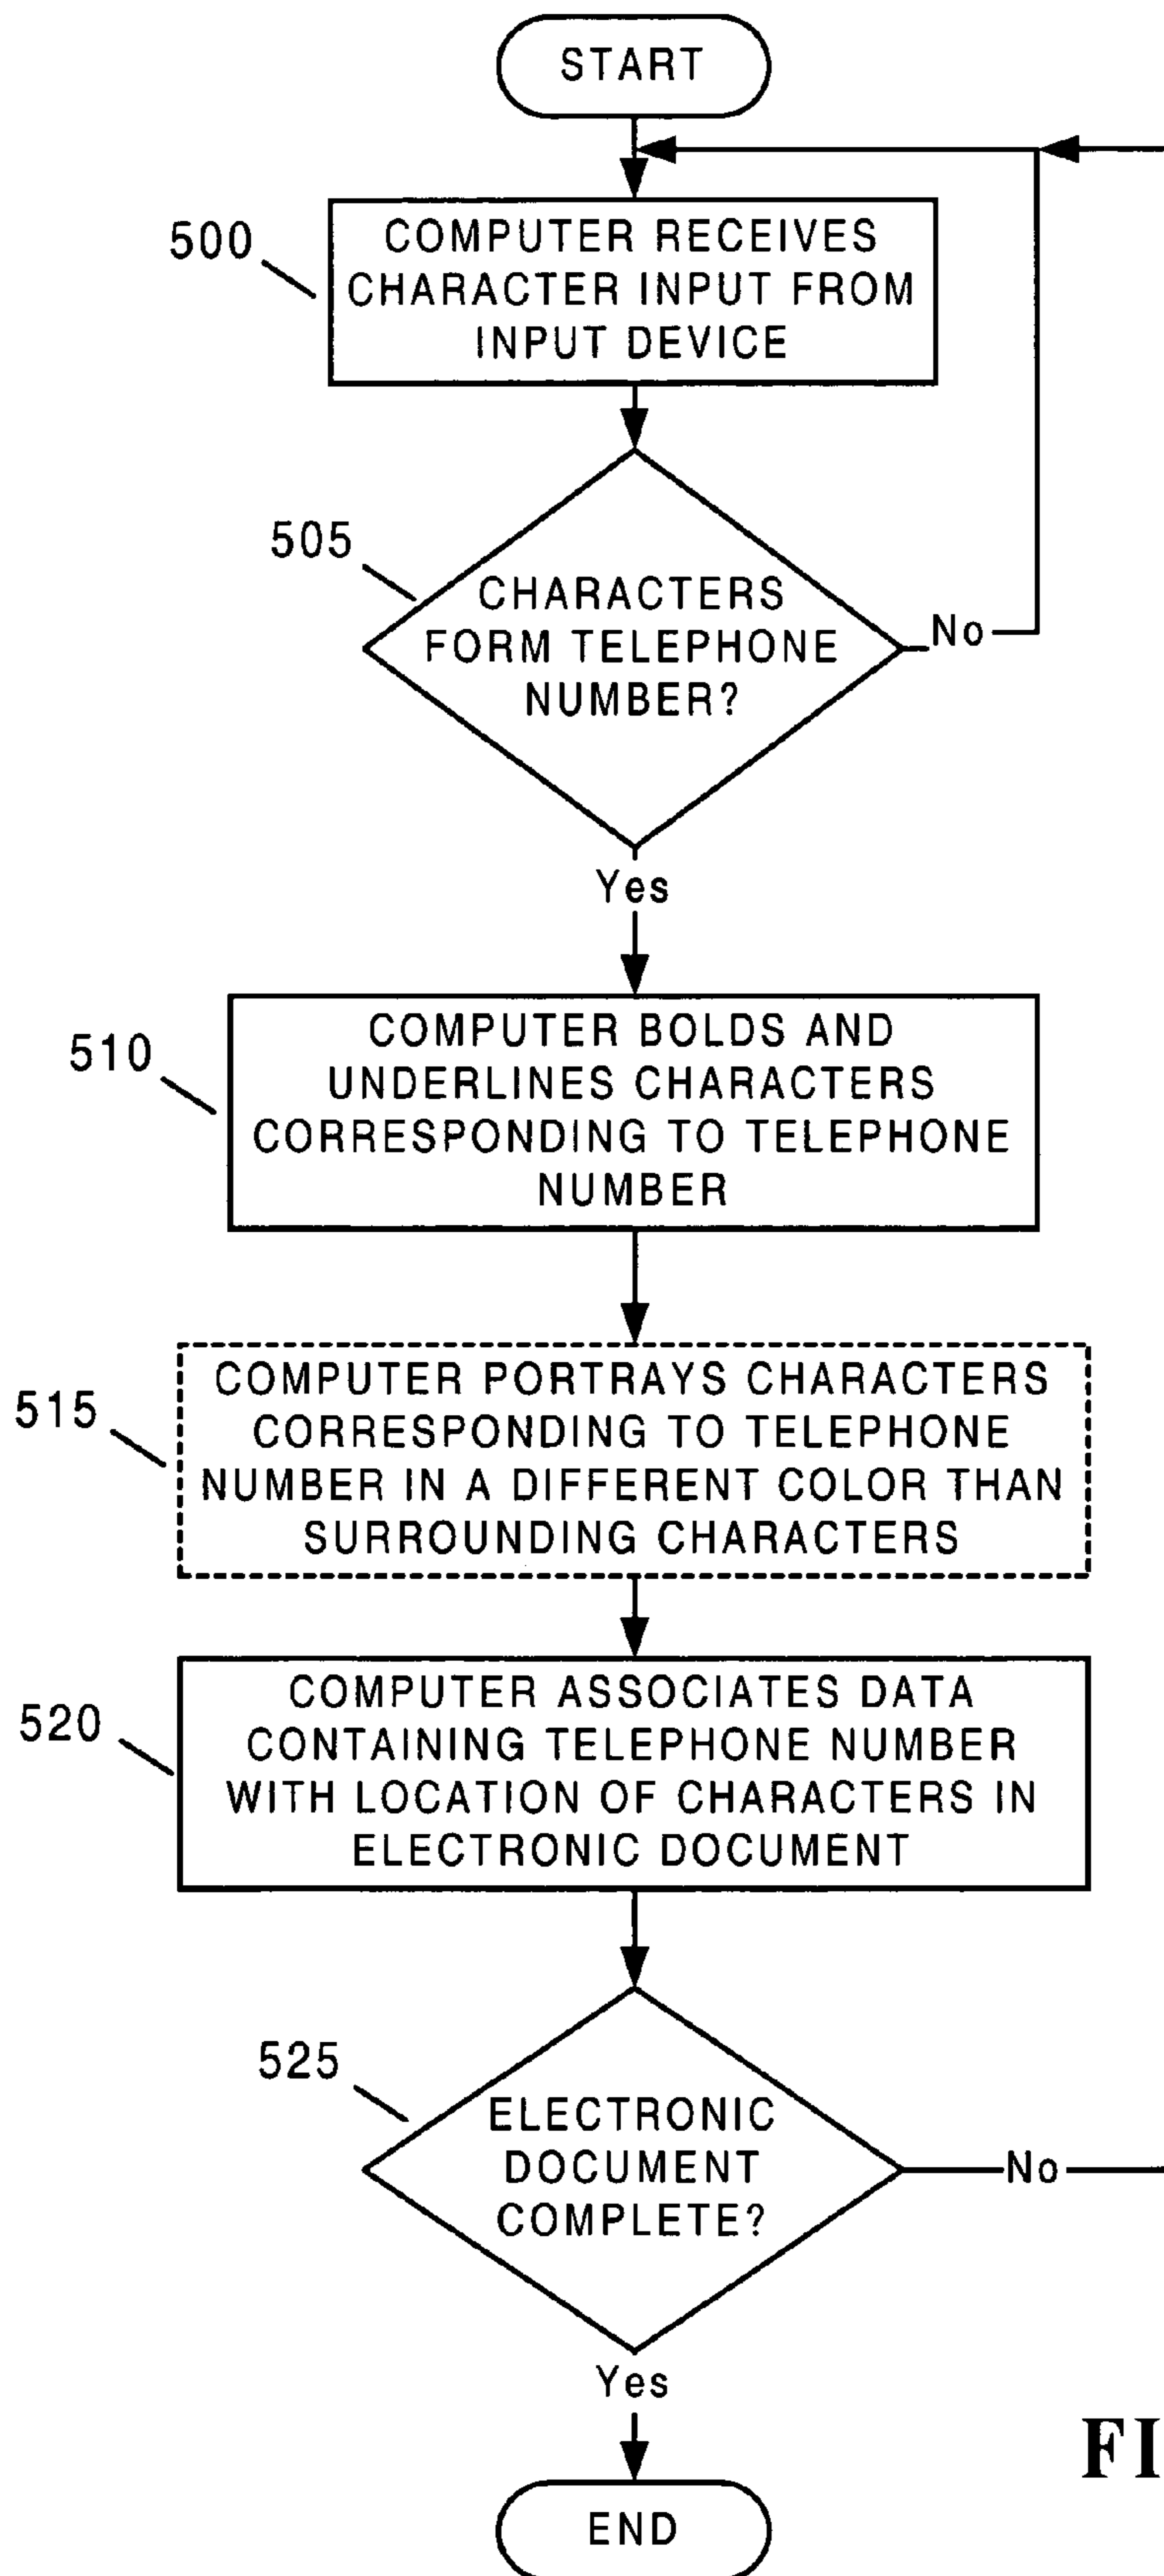 START
500
COMPUTER RECEIVES
CHARACTER INPUT FROM
INPUT DEVICE
505
CHARACTERS
FORM TELEPHONE
NUMBER?
No
Yes
510
COMPUTER BOLDS AND
UNDERLINES CHARACTERS
CORRESPONDING TO TELEPHONE
NUMBER
515
COMPUTER PORTRAYS CHARACTERS
CORRESPONDING TO TELEPHONE
NUMBER IN A DIFFERENT COLOR THAN
SURROUNDING CHARACTERS
520
COMPUTER ASSOCIATES DATA
CONTAINING TELEPHONE NUMBER
WITH LOCATION OF CHARACTERS IN
ELECTRONIC DOCUMENT
525
ELECTRONIC
DOCUMENT
COMPLETE?
No
Yes
FI
END